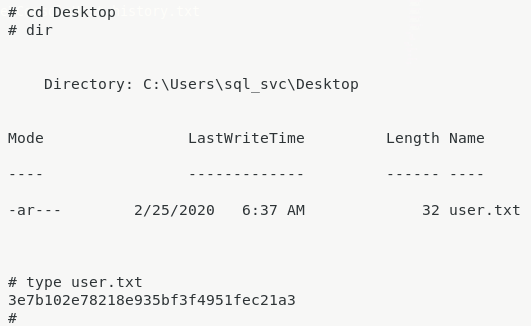 # cd Desktop
# dir
Directory: C:\Users\sql_svc\Desktop
Mode                LastWriteTime         Length Name
----                -------------         ------ ----
-ar---        2/25/2020   6:37 AM             32 user.txt
# type user.txt
3e7b102e78218e935bf3f4951fec21a3
#